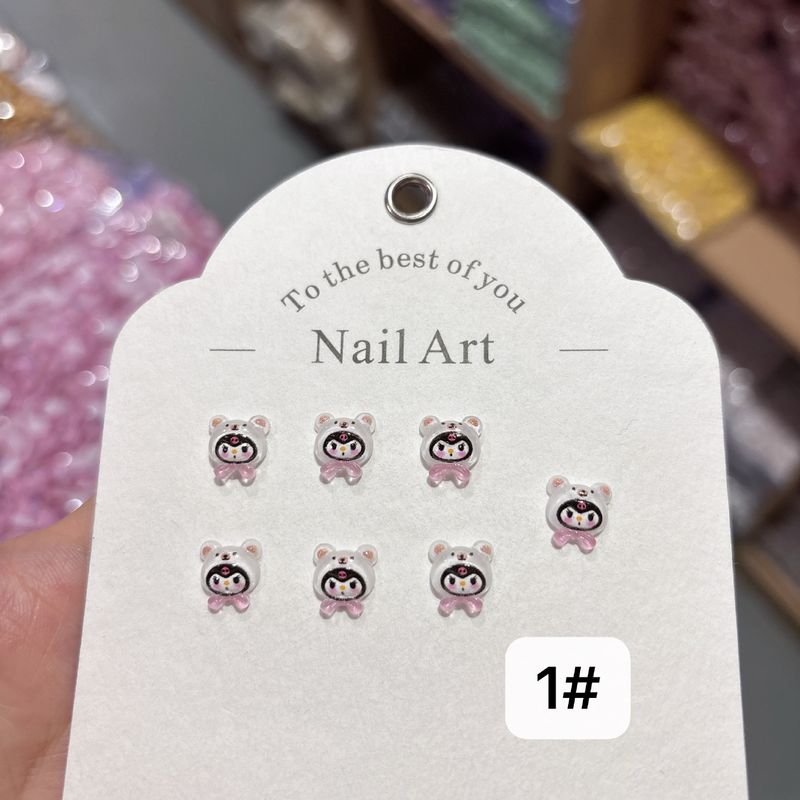 To the best of you
Nail Art
1#